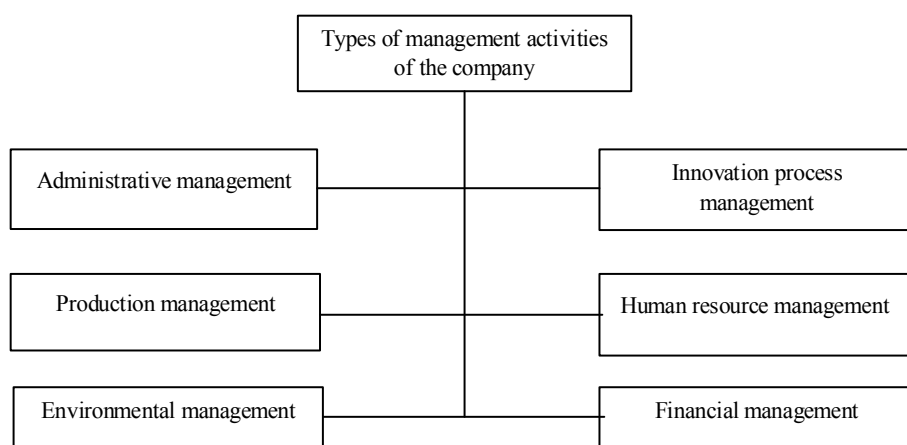 Types of management activities
of the company
Administrative management
Innovation process
management
Production management
Human resource management
Environmental management
Financial management